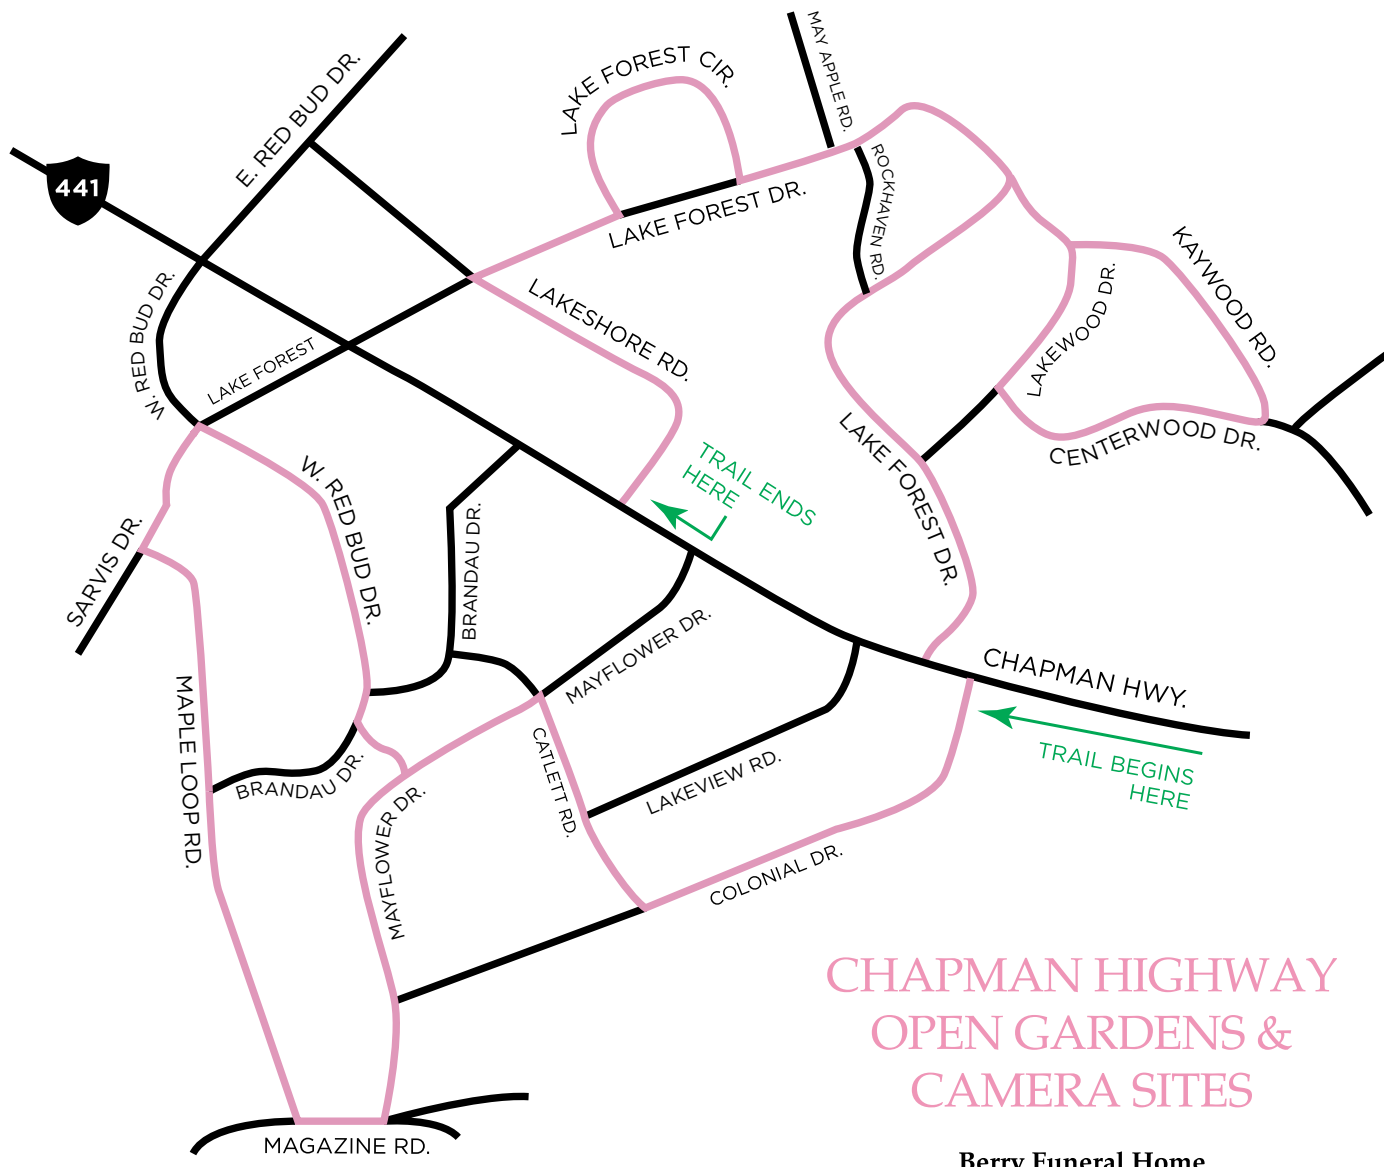 MAY APPLE RD.
LAKE FOREST CIR.
E. RED BUD DR.
441
ROCKHAVEN RD.
LAKE FOREST DR.
KAYWOOD RD.
W. RED BUD DR.
LAKESHORE RD.
LAKEWOOD DR.
LAKE FOREST
LAKE FOREST DR.
CENTERWOOD DR.
TRAIL ENDS
HERE
W. RED BUD DR.
BRANDAU DR.
SARVIS DR.
MAYFLOWER DR.
CHAPMAN HWY.
MAPLE LOOP RD.
CATLETT RD.
TRAIL BEGINS
HERE
BRANDAU DR.
LAKEVIEW RD.
MAYFLOWER DR.
COLONIAL DR.
CHAPMAN HIGHWAY
OPEN GARDENS &
CAMERA SITES
MAGAZINE RD.
Berry Funeral Home